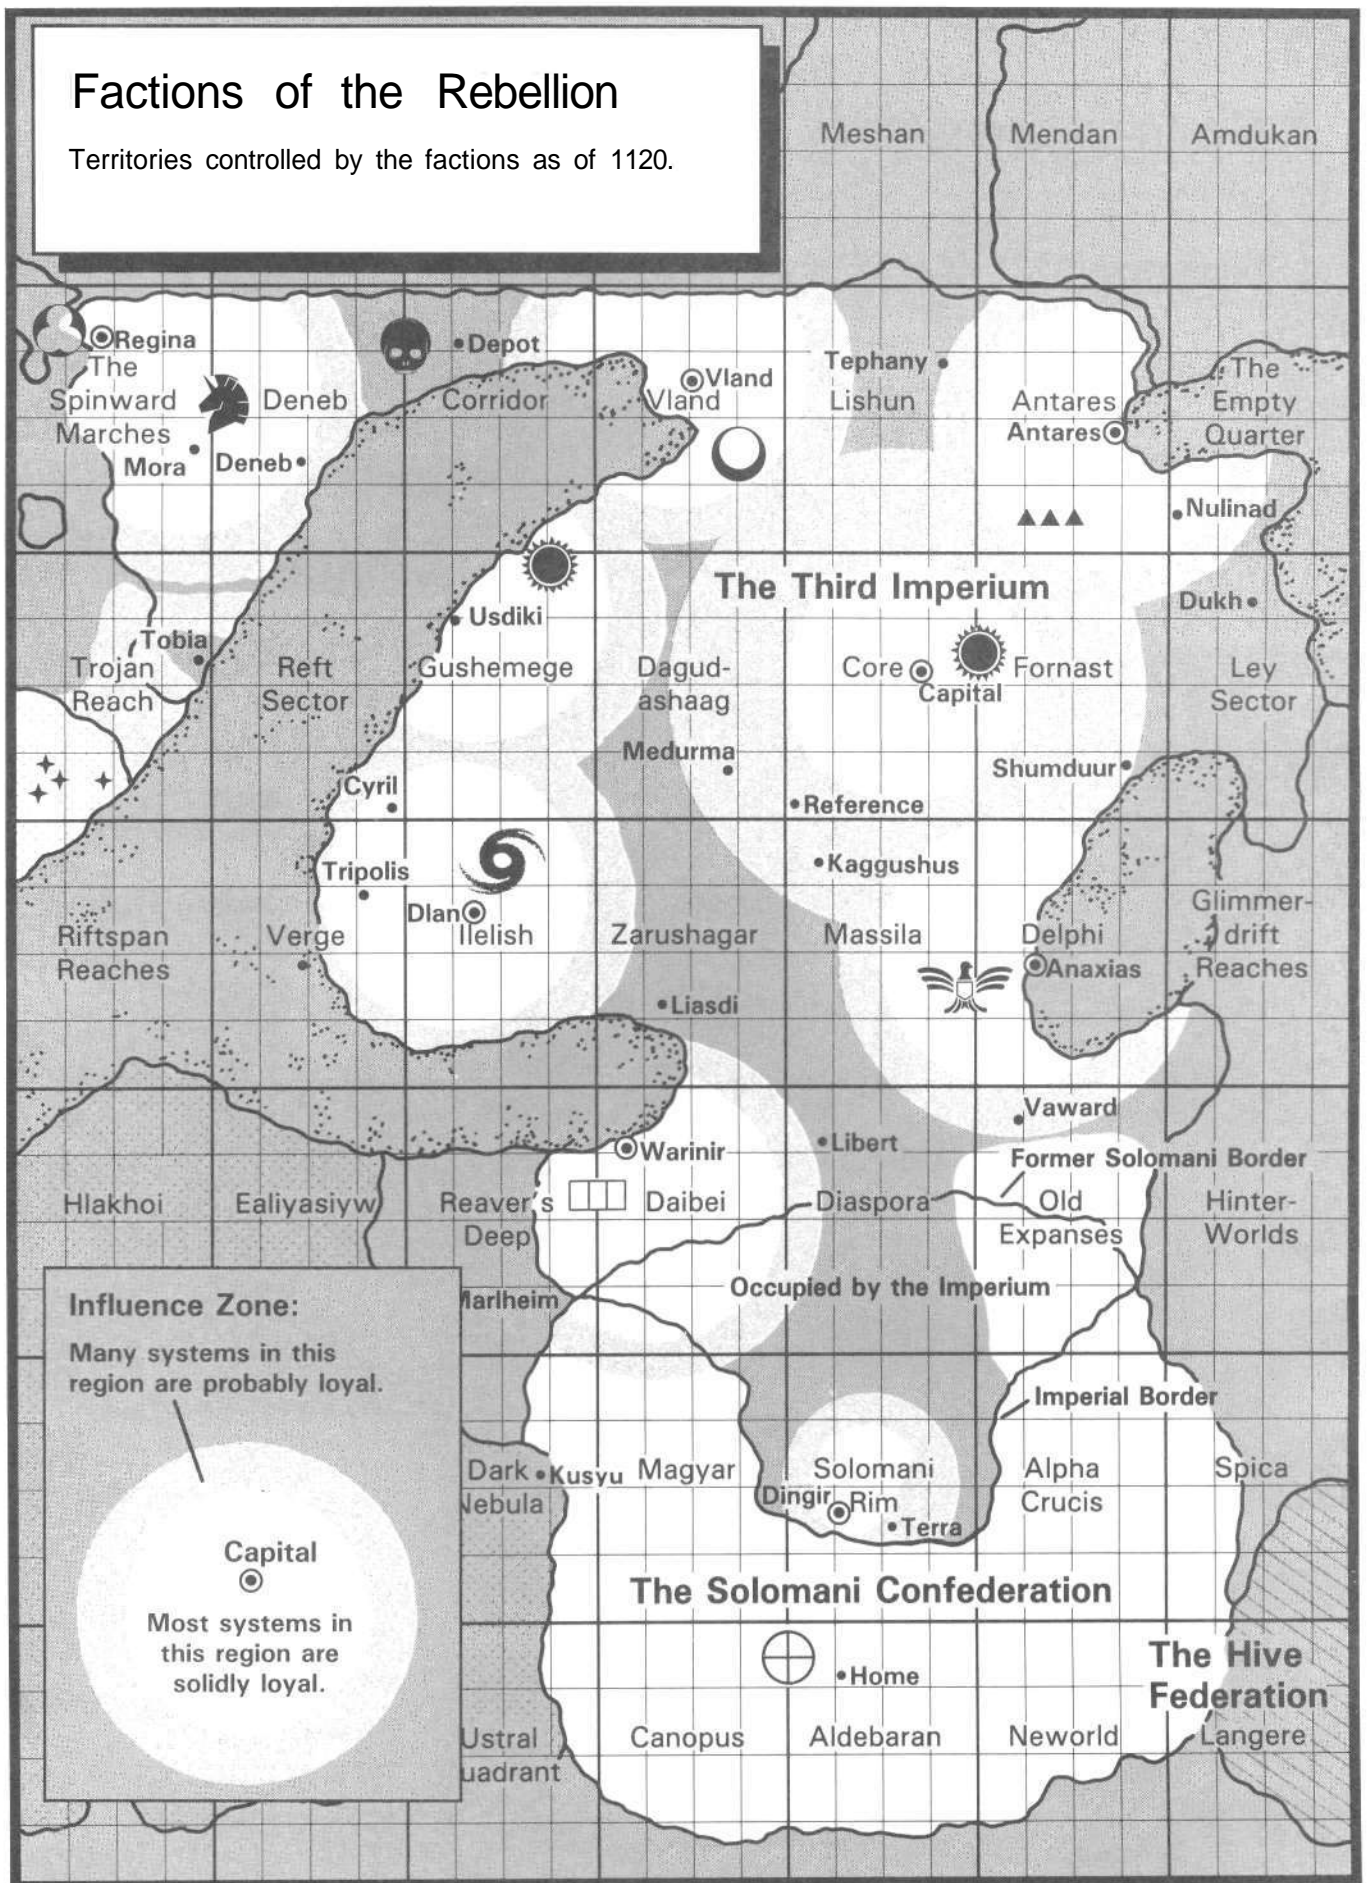 Factions of the Rebellion
Territories controlled by the factions as of 1120.
Meshan
Mendan
Amdukan
Regina
The
Spinward
Marches
Mora
Deneb
Deneb
Depot
Corridor
Vland
Vland
Tephany
Lishun
Antares
Antares
The
Empty
Quarter
Nulinad
The Third Imperium
Dukh
Usdiki
Tobia
Trojan
Reach
Reft
Sector
Gushemege
Dagud-
ashaag
Core
Capital
Fornast
Ley
Sector
Medurma
Shumduur
Cyril
Reference
Tripolis
Kaggushus
Dlan
Ilelish
Riftspan
Reaches
Verge
Zarushagar
Massila
Delphi
Anaxias
Glimmer-
drift
Reaches
Liasdi
Vaward
Warinir
Libert
Former Solomani Border
Hlakhoi
Ealiyasiyw
Reaver's
Deep
Daibei
Diaspora
Old
Expanses
Hinter-
Worlds
Occupied by the Imperium
Marlheim
Influence Zone:
Many systems in this
region are probably loyal.
Capital
Most systems in
this region are
solidly loyal.
Imperial Border
Dark
Nebula
Kusyu
Magyar
Solomani
Rim
Dingir
Terra
Alpha
Crucis
Spica
The Solomani Confederation
Home
The Hive
Federation
Ustral
uadrant
Canopus
Aldebaran
Neworld
Langere